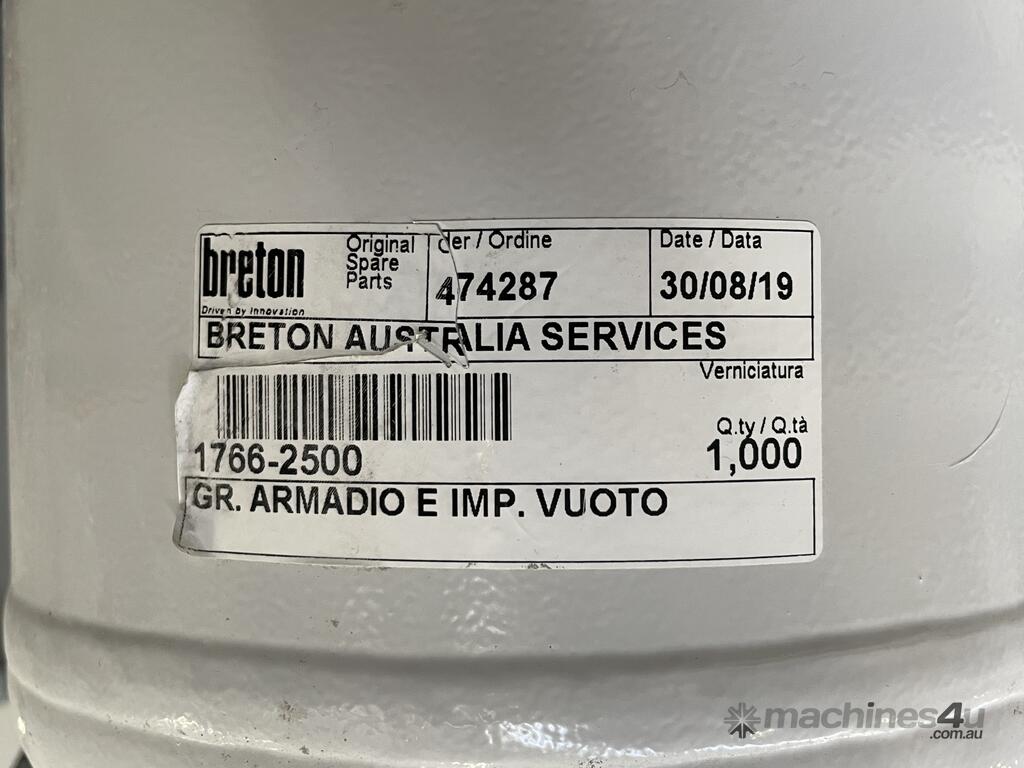 breton
Driven by Innovation
Original
Spare
Parts
der / Ordine
474287
Date / Data
30/08/19
BRETON AUSTRALIA SERVICES
Verniciatura
1766-2500
Q.ty / Q.tà
1,000
GR. ARMADIO E IMP. VUOTO
machines4u
.com.au